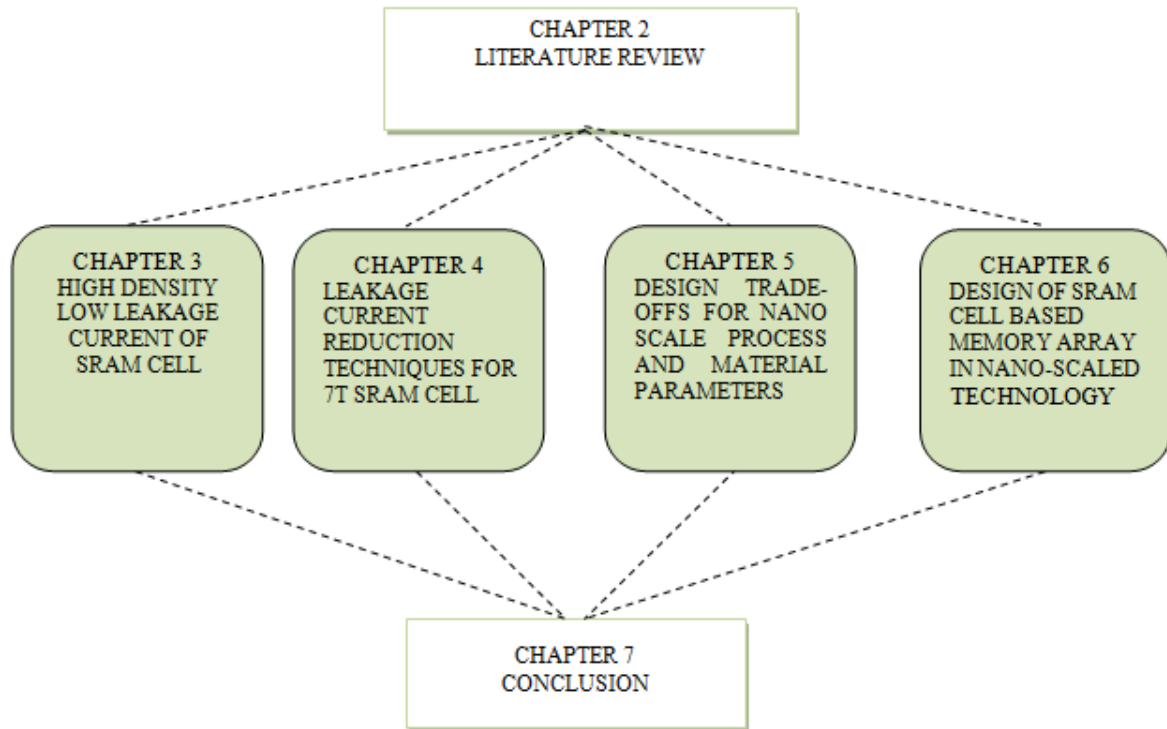 CHAPTER 2
LITERATURE REVIEW
CHAPTER 3
HIGH DENSITY
LOW LEAKAGE
CURRENT OF
SRAM CELL
CHAPTER 4
LEAKAGE
CURRENT
REDUCTION
TECHNIQUES FOR
7T SRAM CELL
CHAPTER 5
DESIGN TRADE-
OFFS FOR NANO
SCALE PROCESS
AND MATERIAL
PARAMETERS
CHAPTER 6
DESIGN OF SRAM
CELL BASED
MEMORY ARRAY
IN NANO-SCALED
TECHNOLOGY
CHAPTER 7
CONCLUSION